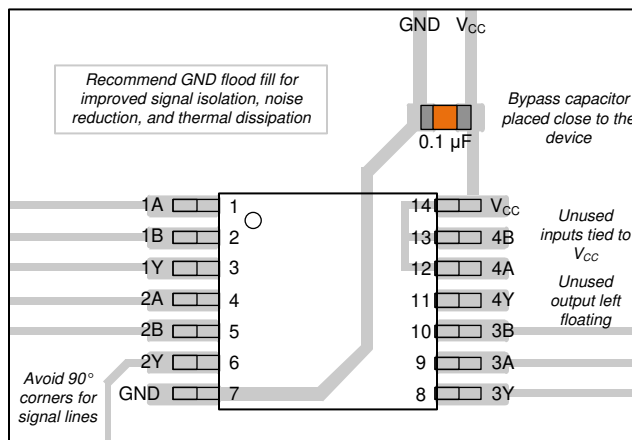 GND VCC
Recommend GND flood fill for
improved signal isolation, noise
reduction, and thermal dissipation
Bypass capacitor
placed close to the
device
0.1 µF
1A 1 14 VCC
1B 2 13 4B
1Y 3 12 4A
2A 4 11 4Y
2B 5 10 3B
2Y 6 9 3A
GND 7 8 3Y
Unused
inputs tied to
VCC
Unused
output left
floating
Avoid 90°
corners for
signal lines